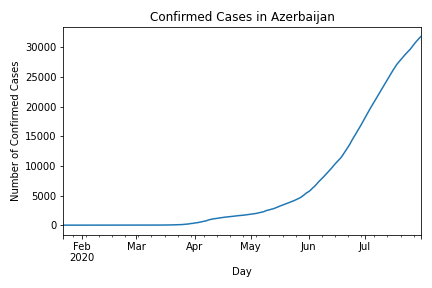 Confirmed Cases in Azerbaijan
Number of Confirmed Cases
30000
25000
20000
15000
10000
5000
0
Feb Mar Apr May Jun Jul
2020
Day